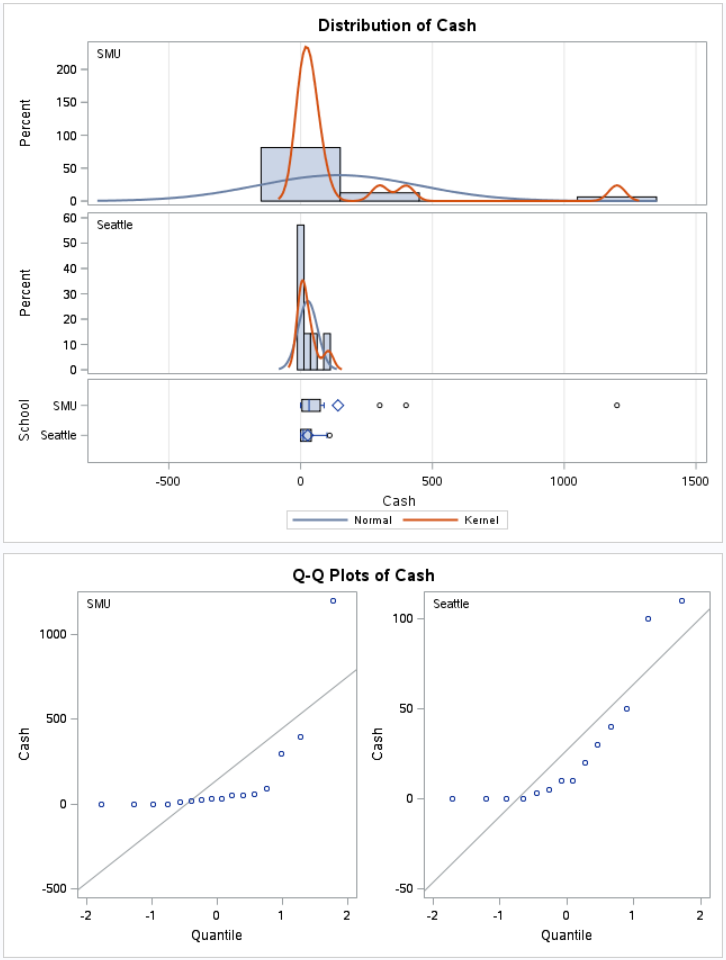 Distribution of Cash
SMU
Percent
200
150
100
50
0
Seattle
Percent
60
50
40
30
20
10
0
School
SMU
Seattle
-500 0 500 1000 1500
Cash
Normal Kernel
Q-Q Plots of Cash
SMU
Cash
1000
500
0
-500
-2 -1 0 1 2
Quantile
Seattle
Cash
100
50
0
-50
-2 -1 0 1 2
Quantile